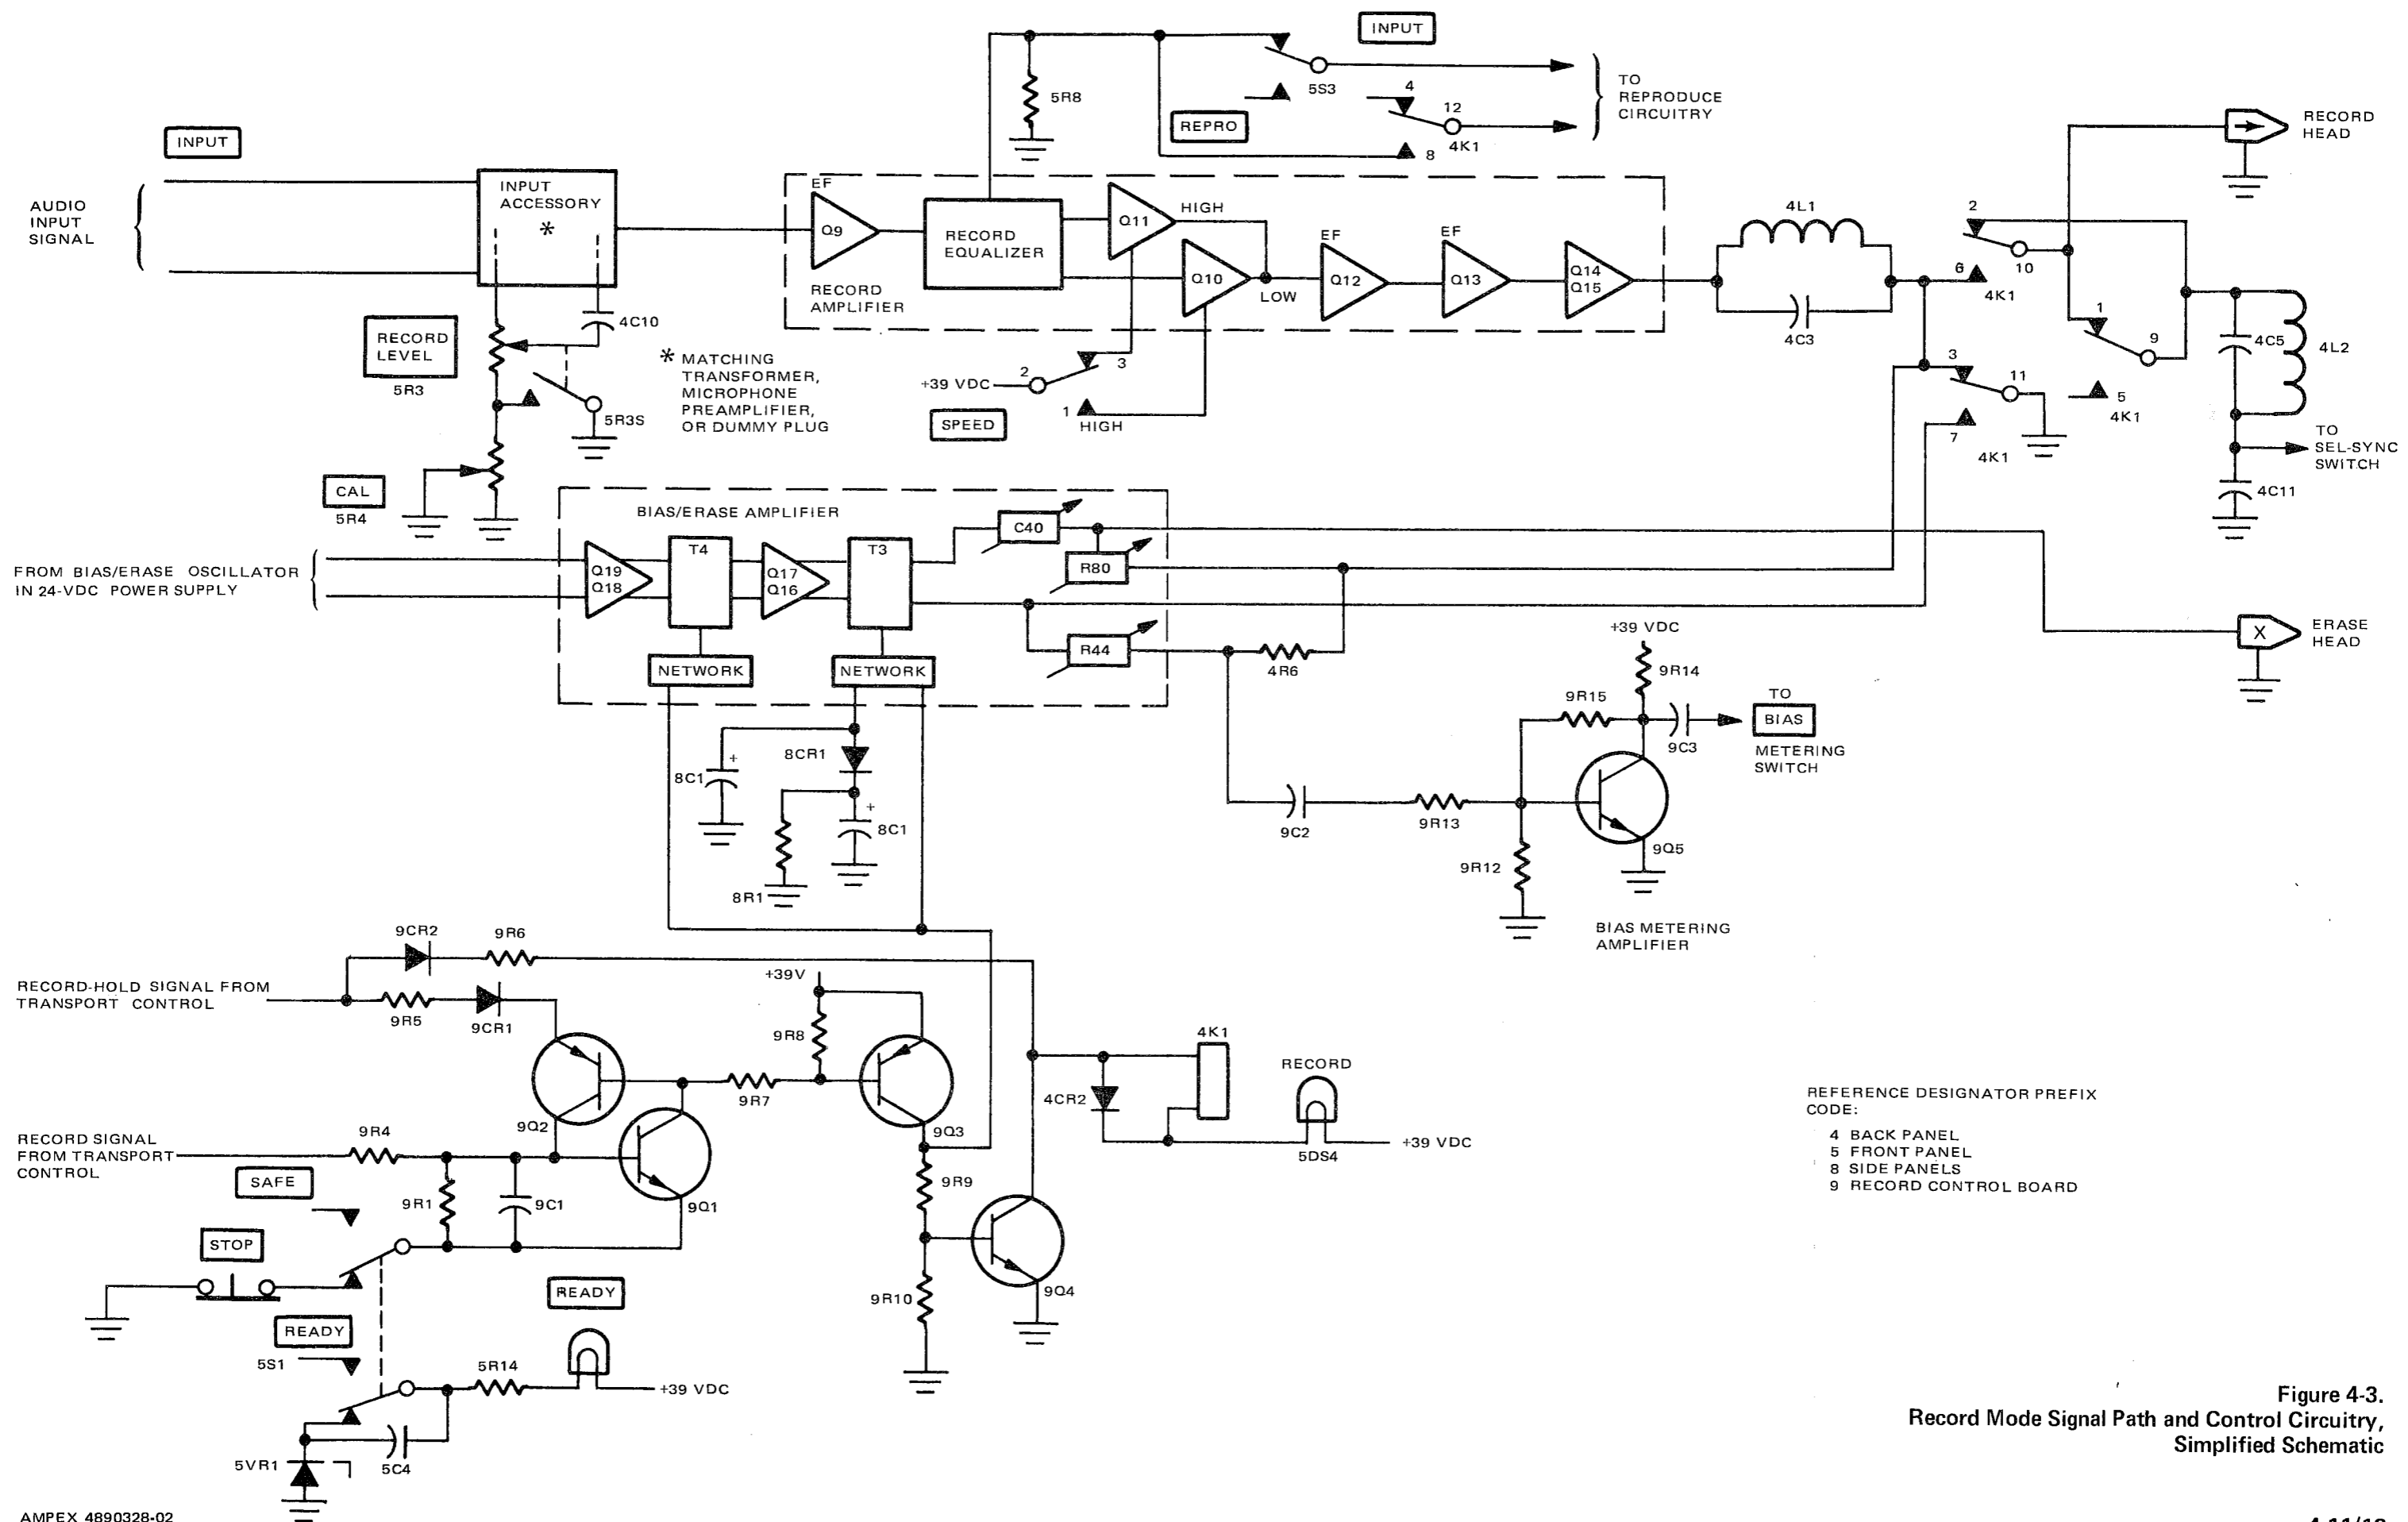 INPUT
5R8
5S3
4
12
TO
REPRODUCE
CIRCUITRY
REPRO
4K1
8
RECORD
HEAD
INPUT
AUDIO
INPUT
SIGNAL
INPUT
ACCESSORY
*
EF
Q9
RECORD
EQUALIZER
RECORD
AMPLIFIER
Q11
HIGH
Q10
LOW
EF
Q12
EF
Q13
Q14
Q15
4L1
4C3
2
10
6
4K1
1
9
3
11
5
4K1
7
4K1
4C5
4L2
TO
SEL-SYNC
SWITCH
4C11
4C10
RECORD
LEVEL
5R3
5R3S
* MATCHING
TRANSFORMER,
MICROPHONE
PREAMPLIFIER,
OR DUMMY PLUG
+39 VDC
2
3
1
HIGH
SPEED
CAL
5R4
BIAS/ERASE AMPLIFIER
FROM BIAS/ERASE OSCILLATOR
IN 24-VDC POWER SUPPLY
Q19
Q18
T4
Q17
Q16
T3
C40
R80
R44
NETWORK
NETWORK
4R6
ERASE
HEAD
X
+39 VDC
9R14
9R15
9C3
TO
BIAS
METERING
SWITCH
9C2
9R13
9R12
9Q5
BIAS METERING
AMPLIFIER
8C1
+
8CR1
+
8C1
8R1
9CR2
9R6
RECORD-HOLD SIGNAL FROM
TRANSPORT CONTROL
9R5
9CR1
+39V
9R8
9R7
9Q2
9Q3
4K1
4CR2
RECORD
5DS4
+39 VDC
RECORD SIGNAL
FROM TRANSPORT
CONTROL
9R4
9R1
9C1
9Q1
9R9
9R10
9Q4
SAFE
STOP
READY
READY
5S1
5R14
+39 VDC
5VR1
5C4
REFERENCE DESIGNATOR PREFIX
CODE:
4 BACK PANEL
5 FRONT PANEL
8 SIDE PANELS
9 RECORD CONTROL BOARD
Figure 4-3.
Record Mode Signal Path and Control Circuitry,
Simplified Schematic
AMPEX 4890328-02
4-11/12